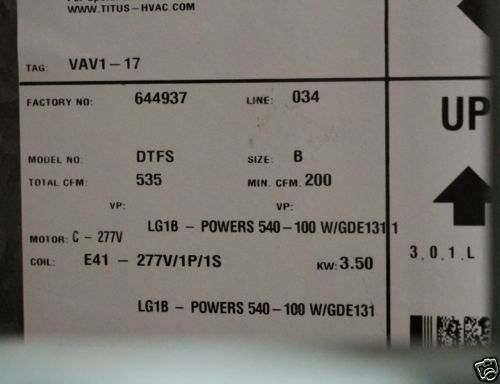 WWW.TITUS-HVAC.COM
TAG: VAV1-17
FACTORY NO: 644937 LINE: 034
UP
MODEL NO: DTFS SIZE: B
TOTAL CFM: 535 MIN. CFM. 200
VP: VP:
LG1B - POWERS 540-100 W/GDE131 1
MOTOR: C - 277V
3.0.1.L
COIL: E41 - 277V/1P/1S KW: 3.50
LG1B - POWERS 540-100 W/GDE131